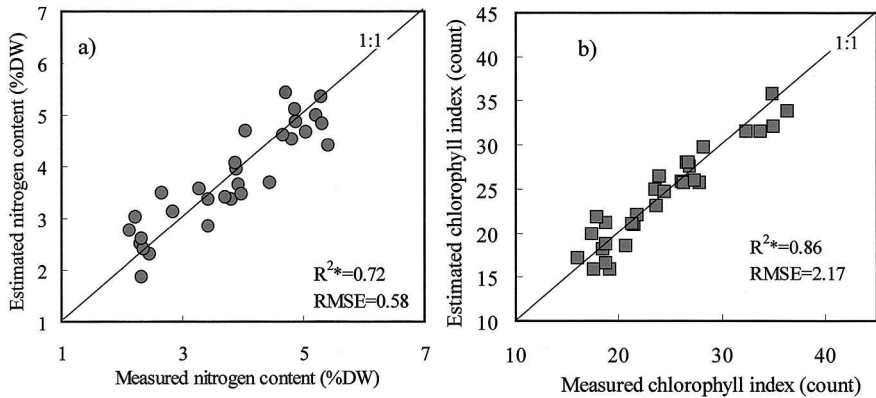 a)
1:1
Estimated nitrogen content (%DW)
7
6
5
4
3
2
1
R²*=0.72
RMSE=0.58
1 3 5 7
Measured nitrogen content (%DW)
b)
1:1
Estimated chlorophyll index (count)
45
40
35
30
25
20
15
10
R²*=0.86
RMSE=2.17
10 20 30 40
Measured chlorophyll index (count)